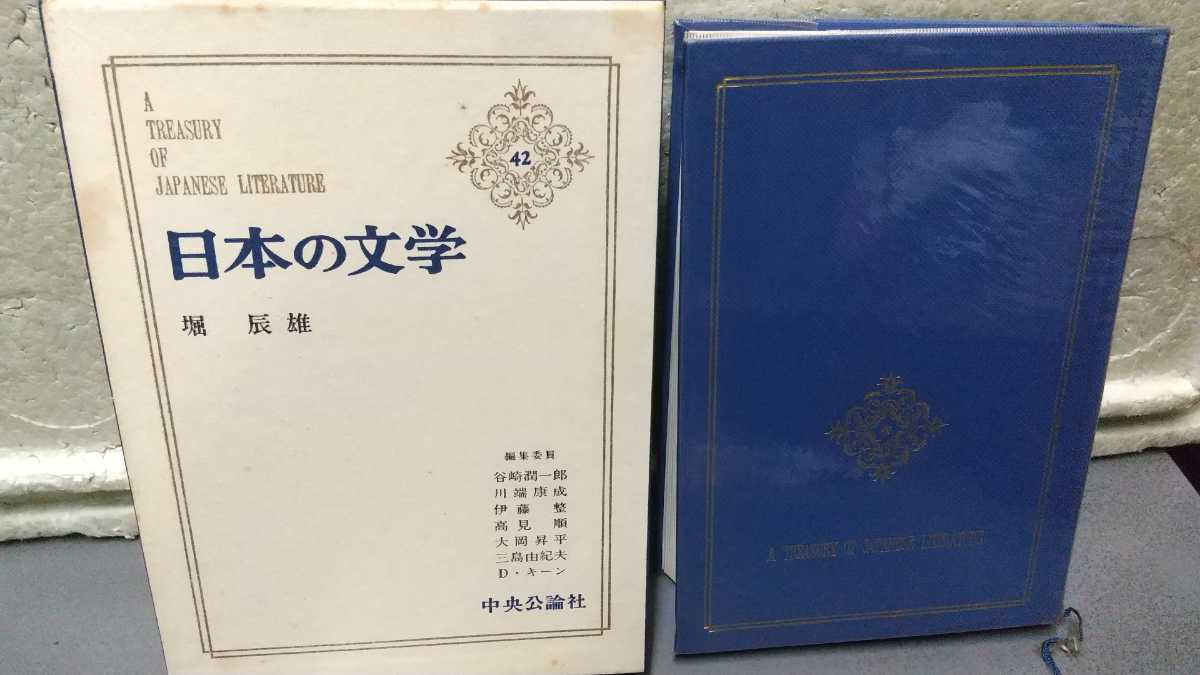 A
TREASURY
OF
JAPANESE LITERATURE
42
日本の文学
堀 辰雄
編集委員
谷崎潤一郎
川端康成
伊藤 整
高見 順
大岡昇平
三島由紀夫
D・キーン
中央公論社
A TREASURY OF JAPANESE LITERATURE